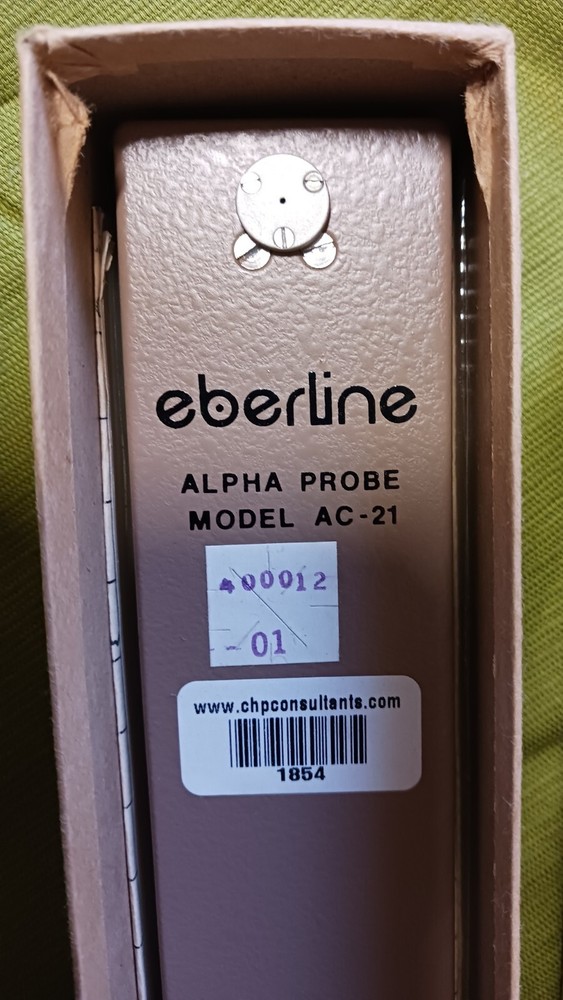 eberline
ALPHA PROBE
MODEL AC-21
400012
-01
www.chpconsultants.com
1854